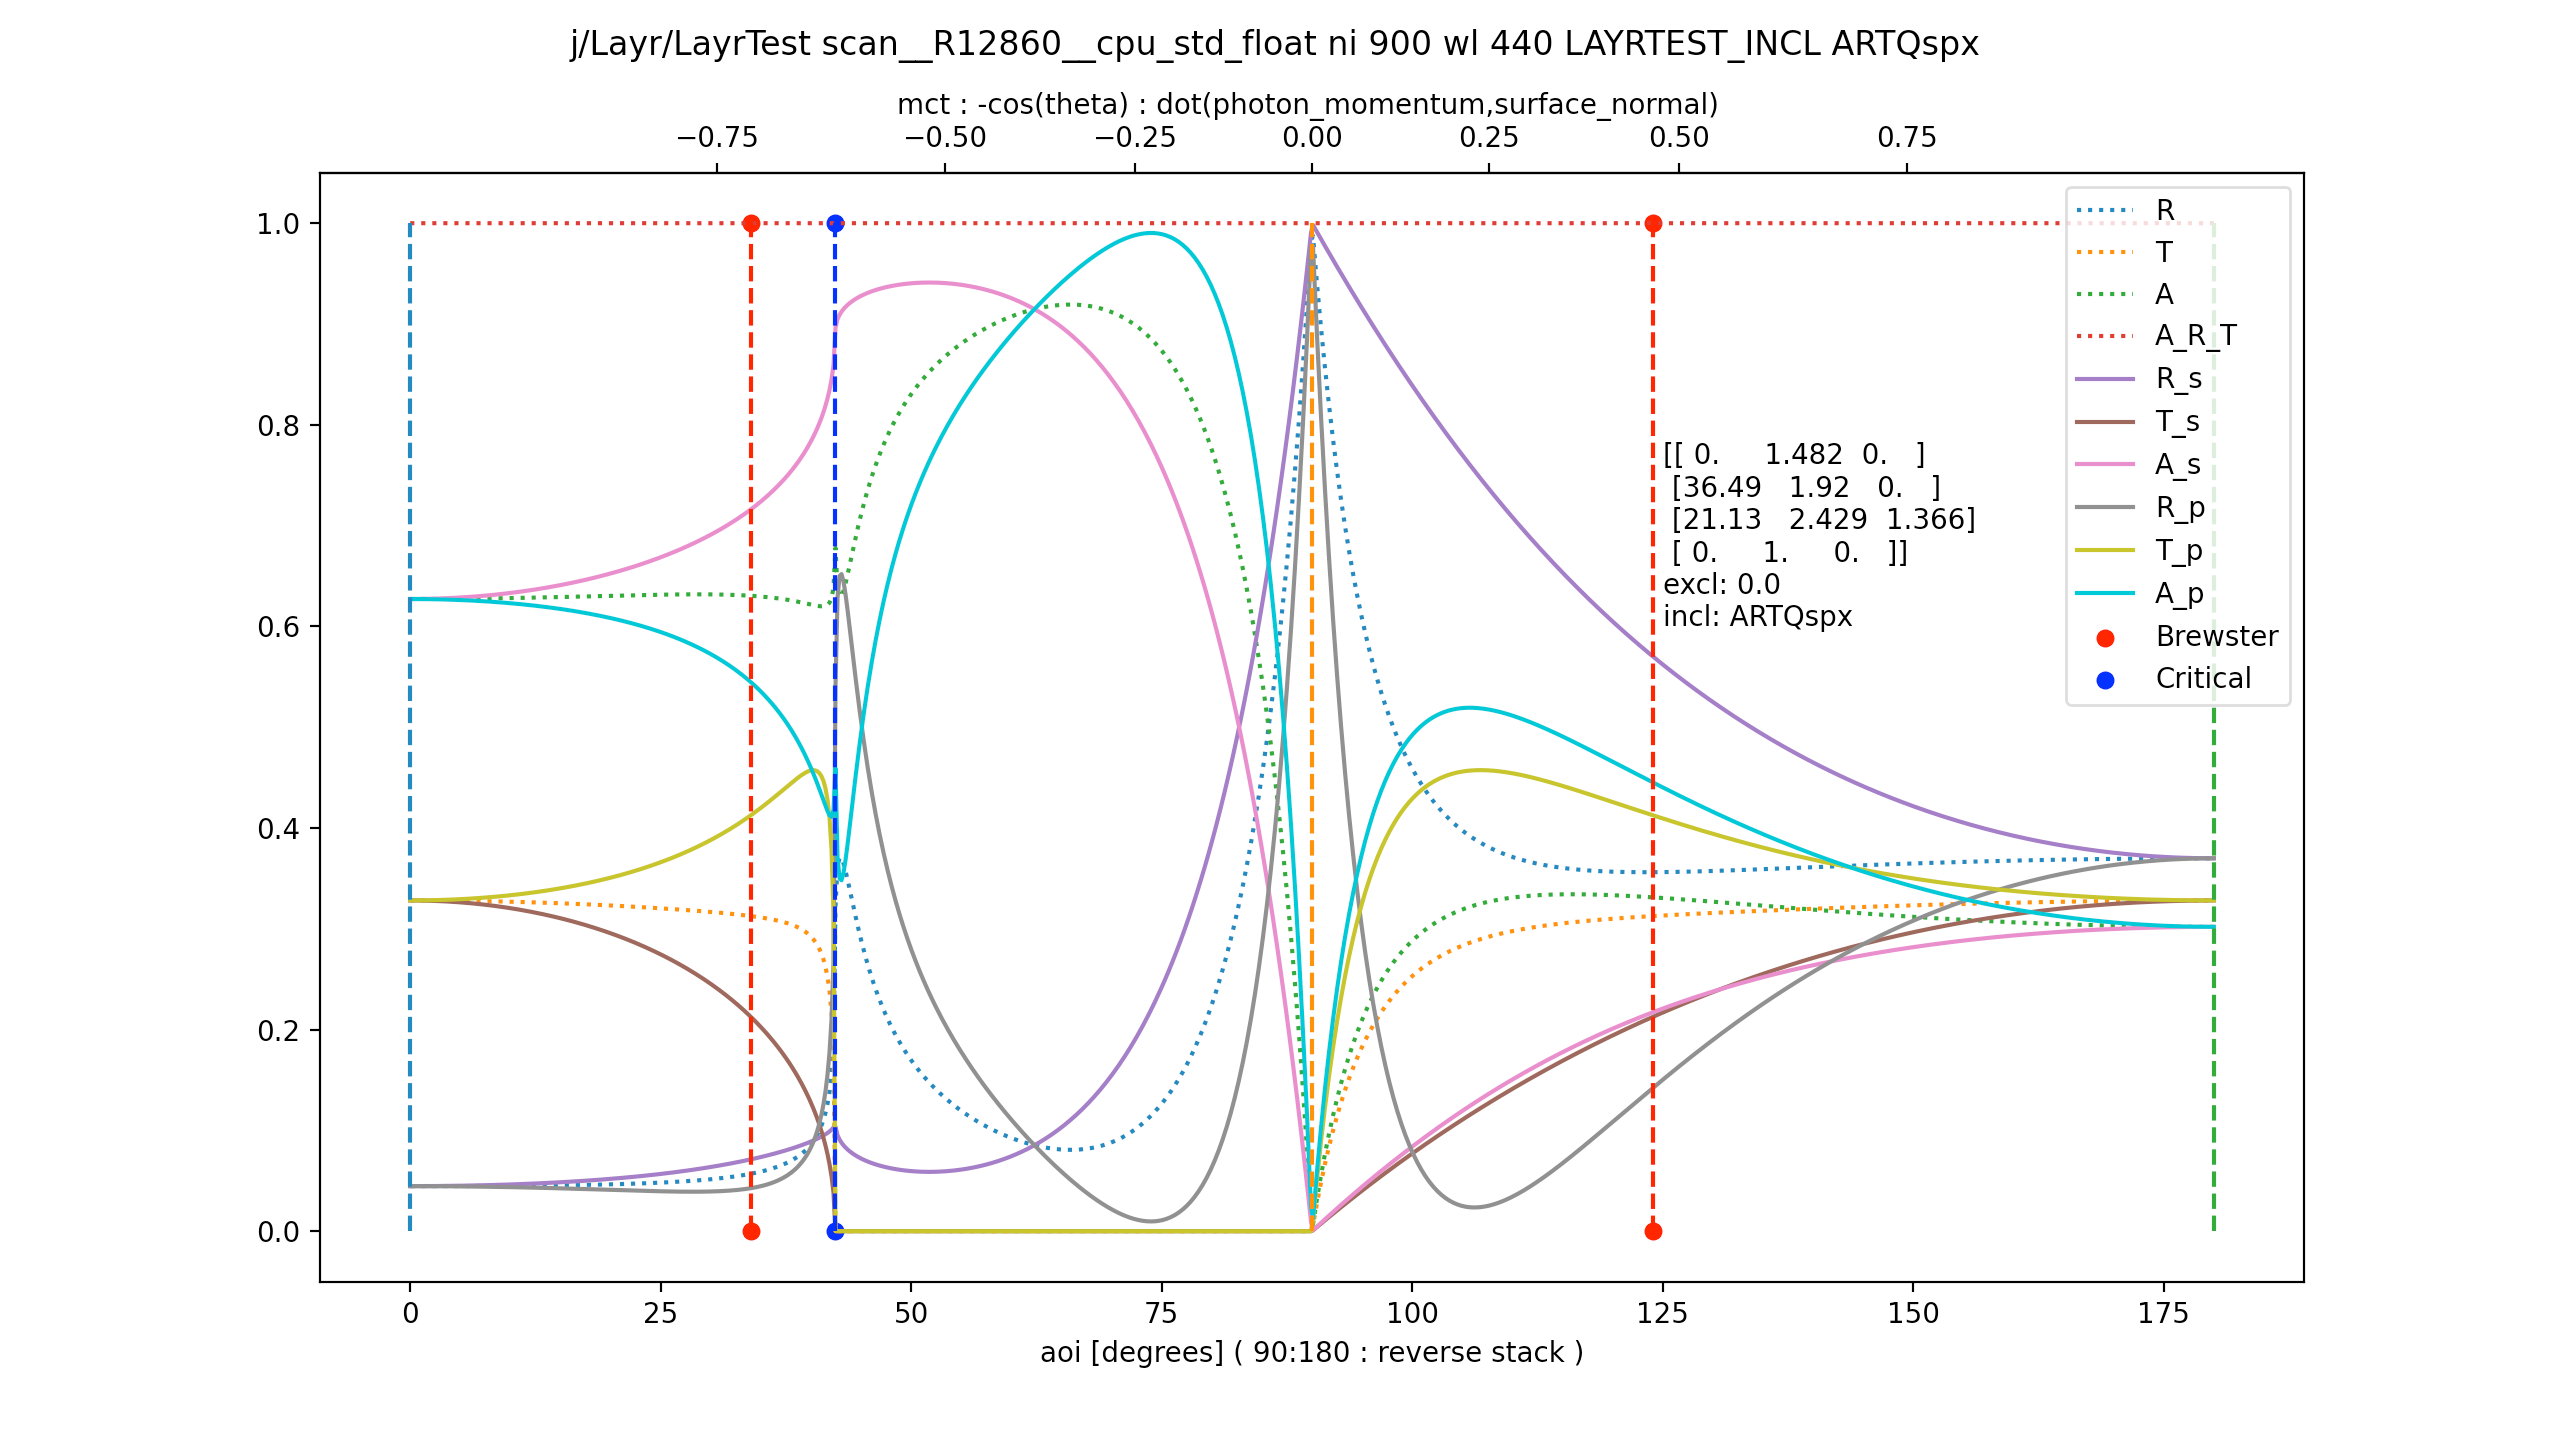 j/Layr/LayrTest scan__R12860__cpu_std_float ni 900 wl 440 LAYRTEST_INCL ARTQspx
mct : -cos(theta) : dot(photon_momentum,surface_normal)
−0.75 −0.50 −0.25 0.00 0.25 0.50 0.75
1.0
0.8
0.6
0.4
0.2
0.0
R
T
A
A_R_T
R_s
T_s
A_s
R_p
T_p
A_p
Brewster
Critical
[[ 0. 1.482 0. ]
[36.49 1.92 0. ]
[21.13 2.429 1.366]
[ 0. 1. 0. ]]
excl: 0.0
incl: ARTQspx
0 25 50 75 100 125 150 175
aoi [degrees] ( 90:180 : reverse stack )